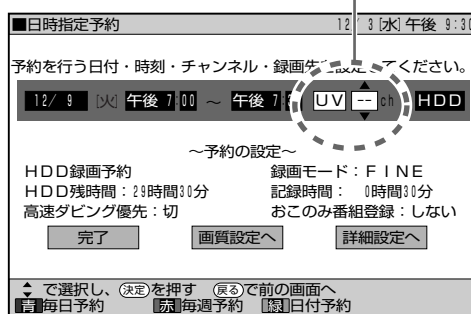 ■日時指定予約 12/ 3[水]午後 9:30
予約を行う日付・時刻・チャンネル・録画先を設定してください。
12/ 9 [火] 午後 7:00 ～ 午後 7: UV -- ch HDD
～予約の設定～
HDD録画予約 録画モード：FINE
HDD残時間：29時間30分 記録時間： 0時間30分
高速ダビング優先：切 おこのみ番組登録：しない
完了 画質設定へ 詳細設定へ
で選択し、決定を押す 戻るで前の画面へ
青 毎日予約 赤 毎週予約 緑 日付予約